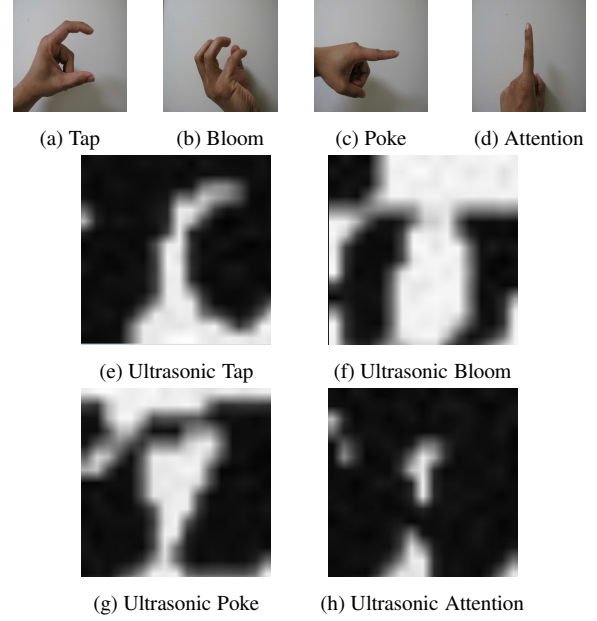 (a) Tap (b) Bloom (c) Poke (d) Attention
(e) Ultrasonic Tap (f) Ultrasonic Bloom
(g) Ultrasonic Poke (h) Ultrasonic Attention